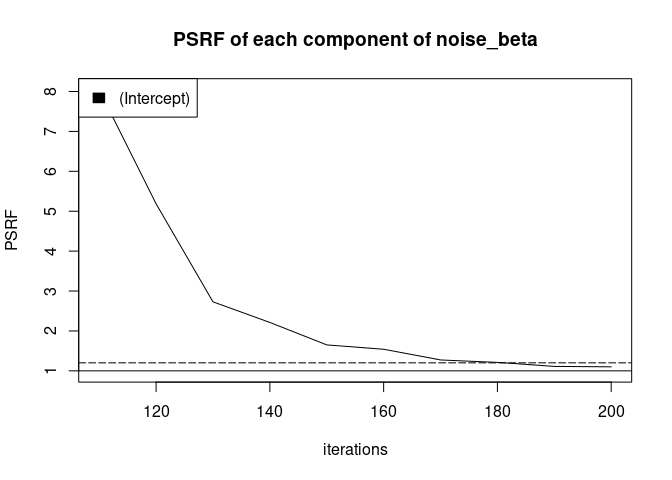 PSRF of each component of noise_beta
(Intercept)
8
7
6
5
4
3
2
1
PSRF
120 140 160 180 200
iterations